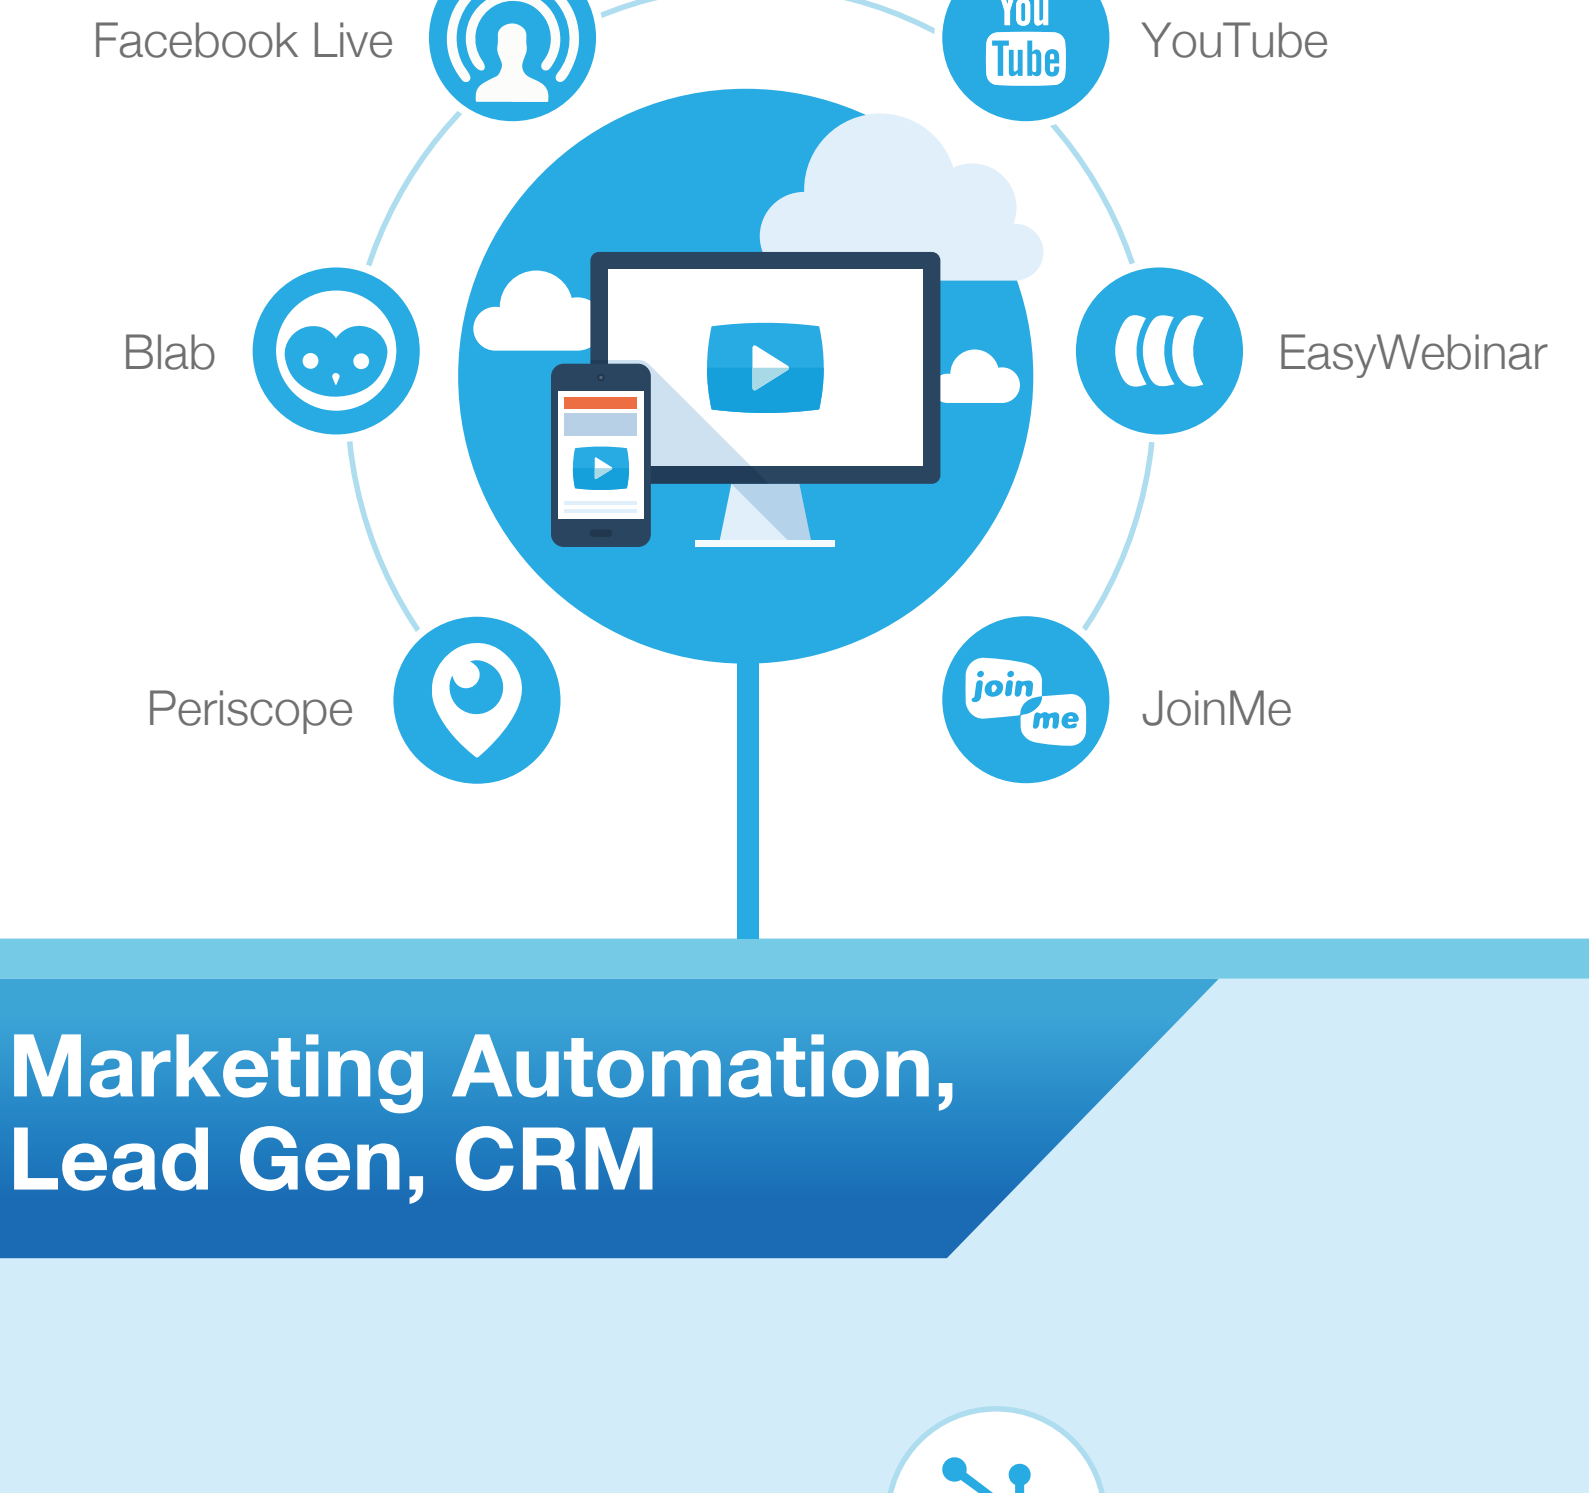 Facebook Live
You
Tube
YouTube
Blab
EasyWebinar
Periscope
join
me
JoinMe
Marketing Automation,
Lead Gen, CRM